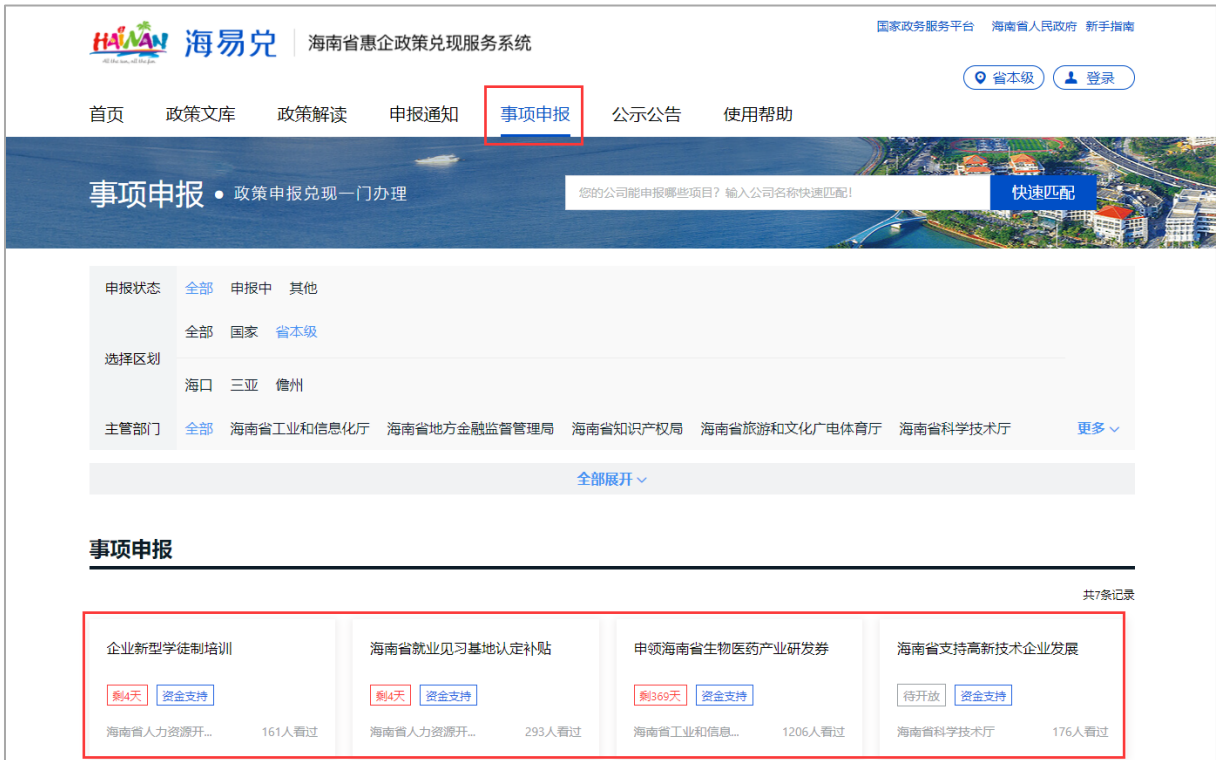 国家政务服务平台 海南省人民政府 新手指南
HAINAN 海易兑 海南省惠企政策兑现服务系统
All the sun, all the fun
省本级 登录
首页 政策文库 政策解读 申报通知 事项申报 公示公告 使用帮助
事项申报 • 政策申报兑现一门办理 您的公司能申报哪些项目？输入公司名称快速匹配！ 快速匹配
申报状态 全部 申报中 其他
全部 国家 省本级
选择区划
海口 三亚 儋州
主管部门 全部 海南省工业和信息化厅 海南省地方金融监督管理局 海南省知识产权局 海南省旅游和文化广电体育厅 海南省科学技术厅 更多
全部展开
事项申报
共7条记录
企业新型学徒制培训 海南省就业见习基地认定补贴 申领海南省生物医药产业研发券 海南省支持高新技术企业发展
剩4天 资金支持 剩4天 资金支持 剩369天 资金支持 待开放 资金支持
海南省人力资源开... 161人看过 海南省人力资源开... 293人看过 海南省工业和信息... 1206人看过 海南省科学技术厅 176人看过